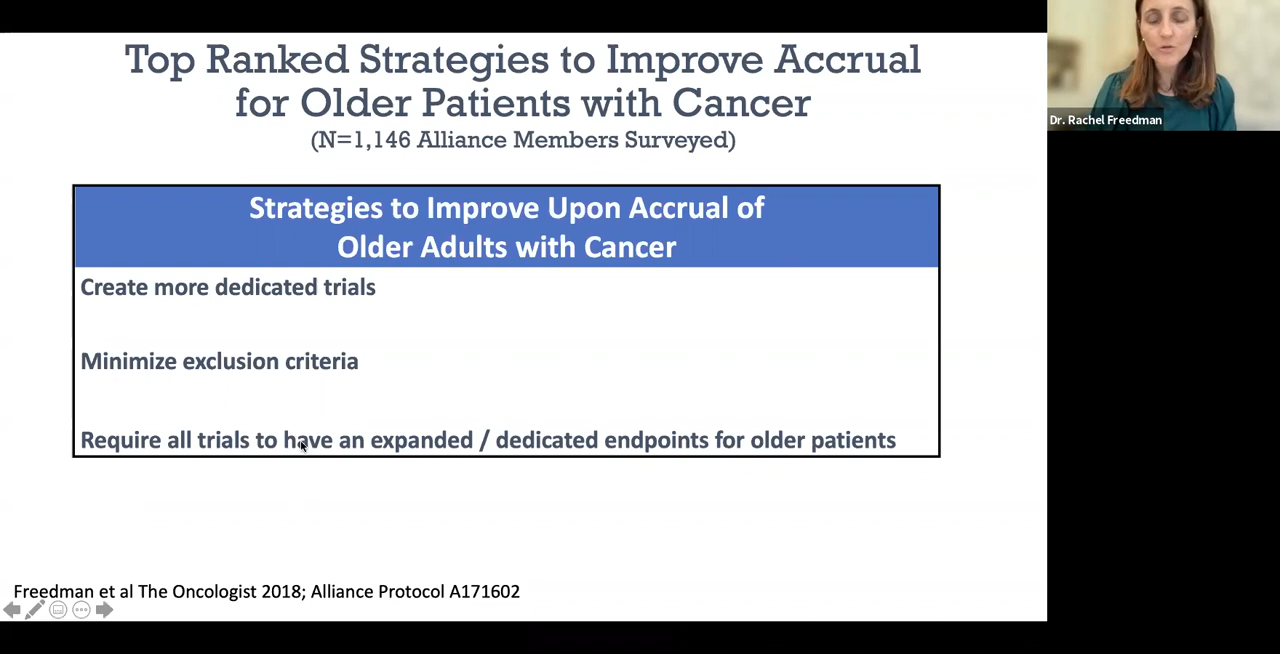 Top Ranked Strategies to Improve Accrual
for Older Patients with Cancer
(N=1,146 Alliance Members Surveyed)
Strategies to Improve Upon Accrual of
Older Adults with Cancer
Create more dedicated trials
Minimize exclusion criteria
Require all trials to have an expanded / dedicated endpoints for older patients
Freedman et al The Oncologist 2018; Alliance Protocol A171602
Dr. Rachel Freedman